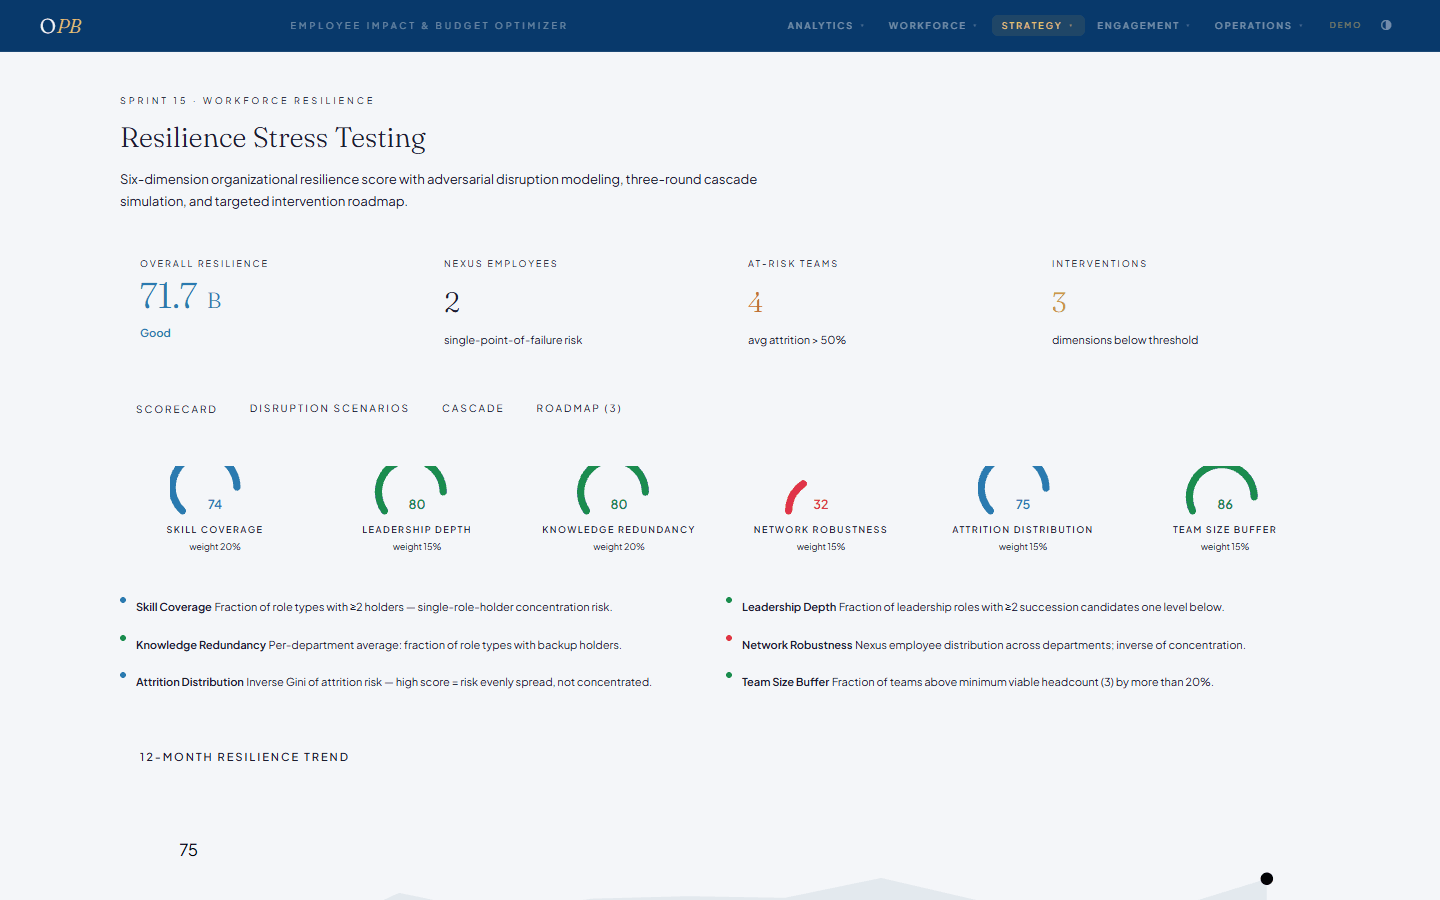 OPB
EMPLOYEE IMPACT & BUDGET OPTIMIZER
ANALYTICS
WORKFORCE
STRATEGY
ENGAGEMENT
OPERATIONS
DEMO
SPRINT 15 · WORKFORCE RESILIENCE
Resilience Stress Testing
Six-dimension organizational resilience score with adversarial disruption modeling, three-round cascade
simulation, and targeted intervention roadmap.
OVERALL RESILIENCE
71.7 B
Good
NEXUS EMPLOYEES
2
single-point-of-failure risk
AT-RISK TEAMS
4
avg attrition > 50%
INTERVENTIONS
3
dimensions below threshold
SCORECARD
DISRUPTION SCENARIOS
CASCADE
ROADMAP (3)
74
SKILL COVERAGE
weight 20%
80
LEADERSHIP DEPTH
weight 15%
80
KNOWLEDGE REDUNDANCY
weight 20%
32
NETWORK ROBUSTNESS
weight 15%
75
ATTRITION DISTRIBUTION
weight 15%
86
TEAM SIZE BUFFER
weight 15%
Skill Coverage Fraction of role types with ≥2 holders — single-role-holder concentration risk.
Leadership Depth Fraction of leadership roles with ≥2 succession candidates one level below.
Knowledge Redundancy Per-department average: fraction of role types with backup holders.
Network Robustness Nexus employee distribution across departments; inverse of concentration.
Attrition Distribution Inverse Gini of attrition risk — high score = risk evenly spread, not concentrated.
Team Size Buffer Fraction of teams above minimum viable headcount (3) by more than 20%.
12-MONTH RESILIENCE TREND
75